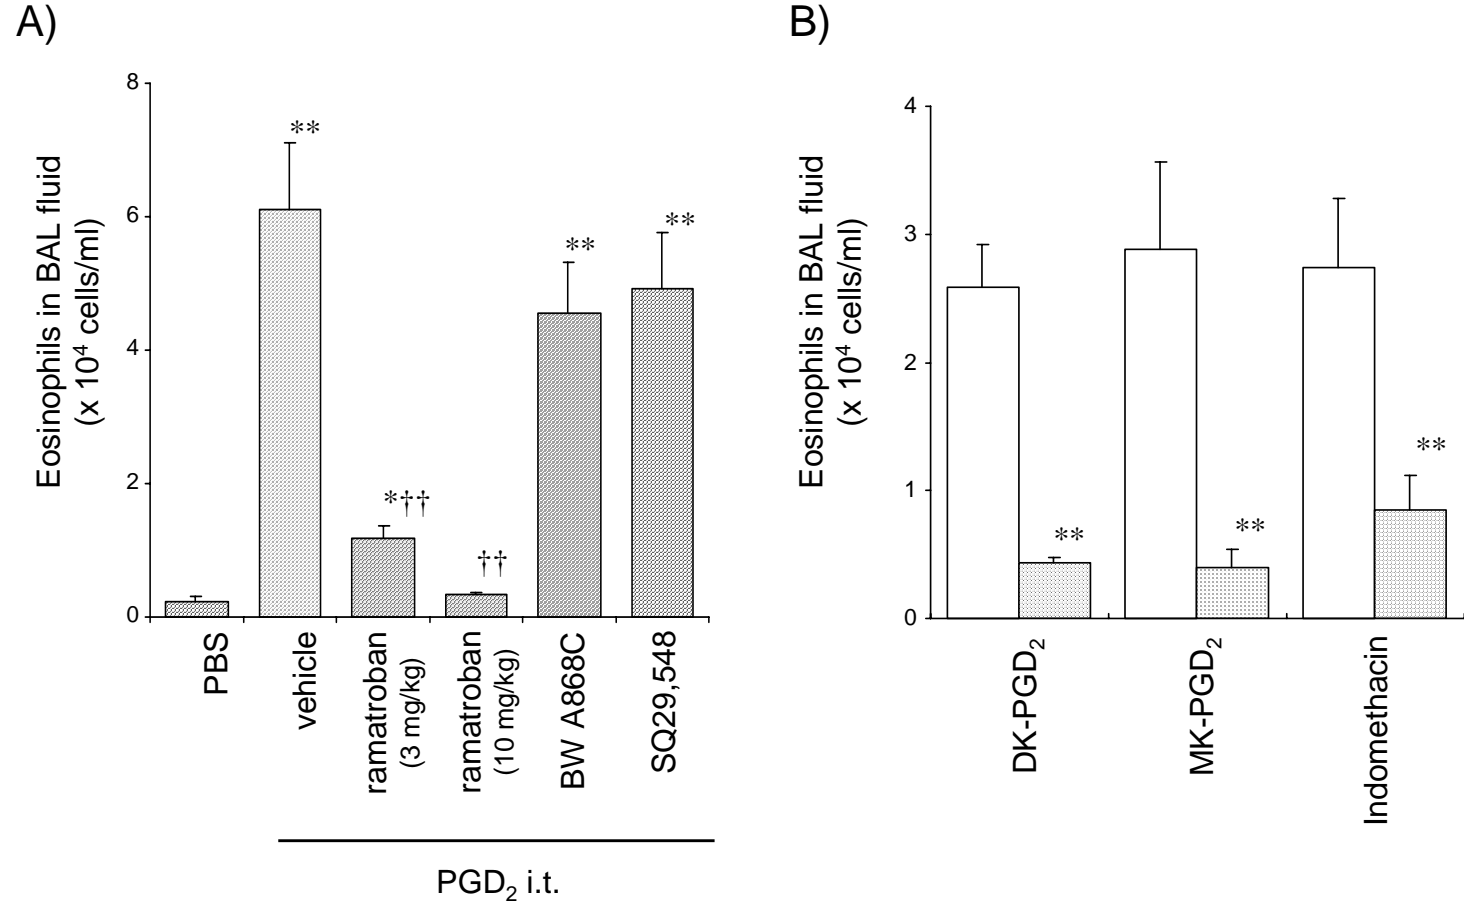 A)
Eosinophils in BAL fluid
(x 10⁴ cells/ml)
8
6
4
2
0
**
*††
††
**
**
PBS
vehicle
ramatroban
(3 mg/kg)
ramatroban
(10 mg/kg)
BW A868C
SQ29,548
PGD₂ i.t.
B)
Eosinophils in BAL fluid
(x 10⁴ cells/ml)
4
3
2
1
0
**
**
**
DK-PGD₂
MK-PGD₂
Indomethacin